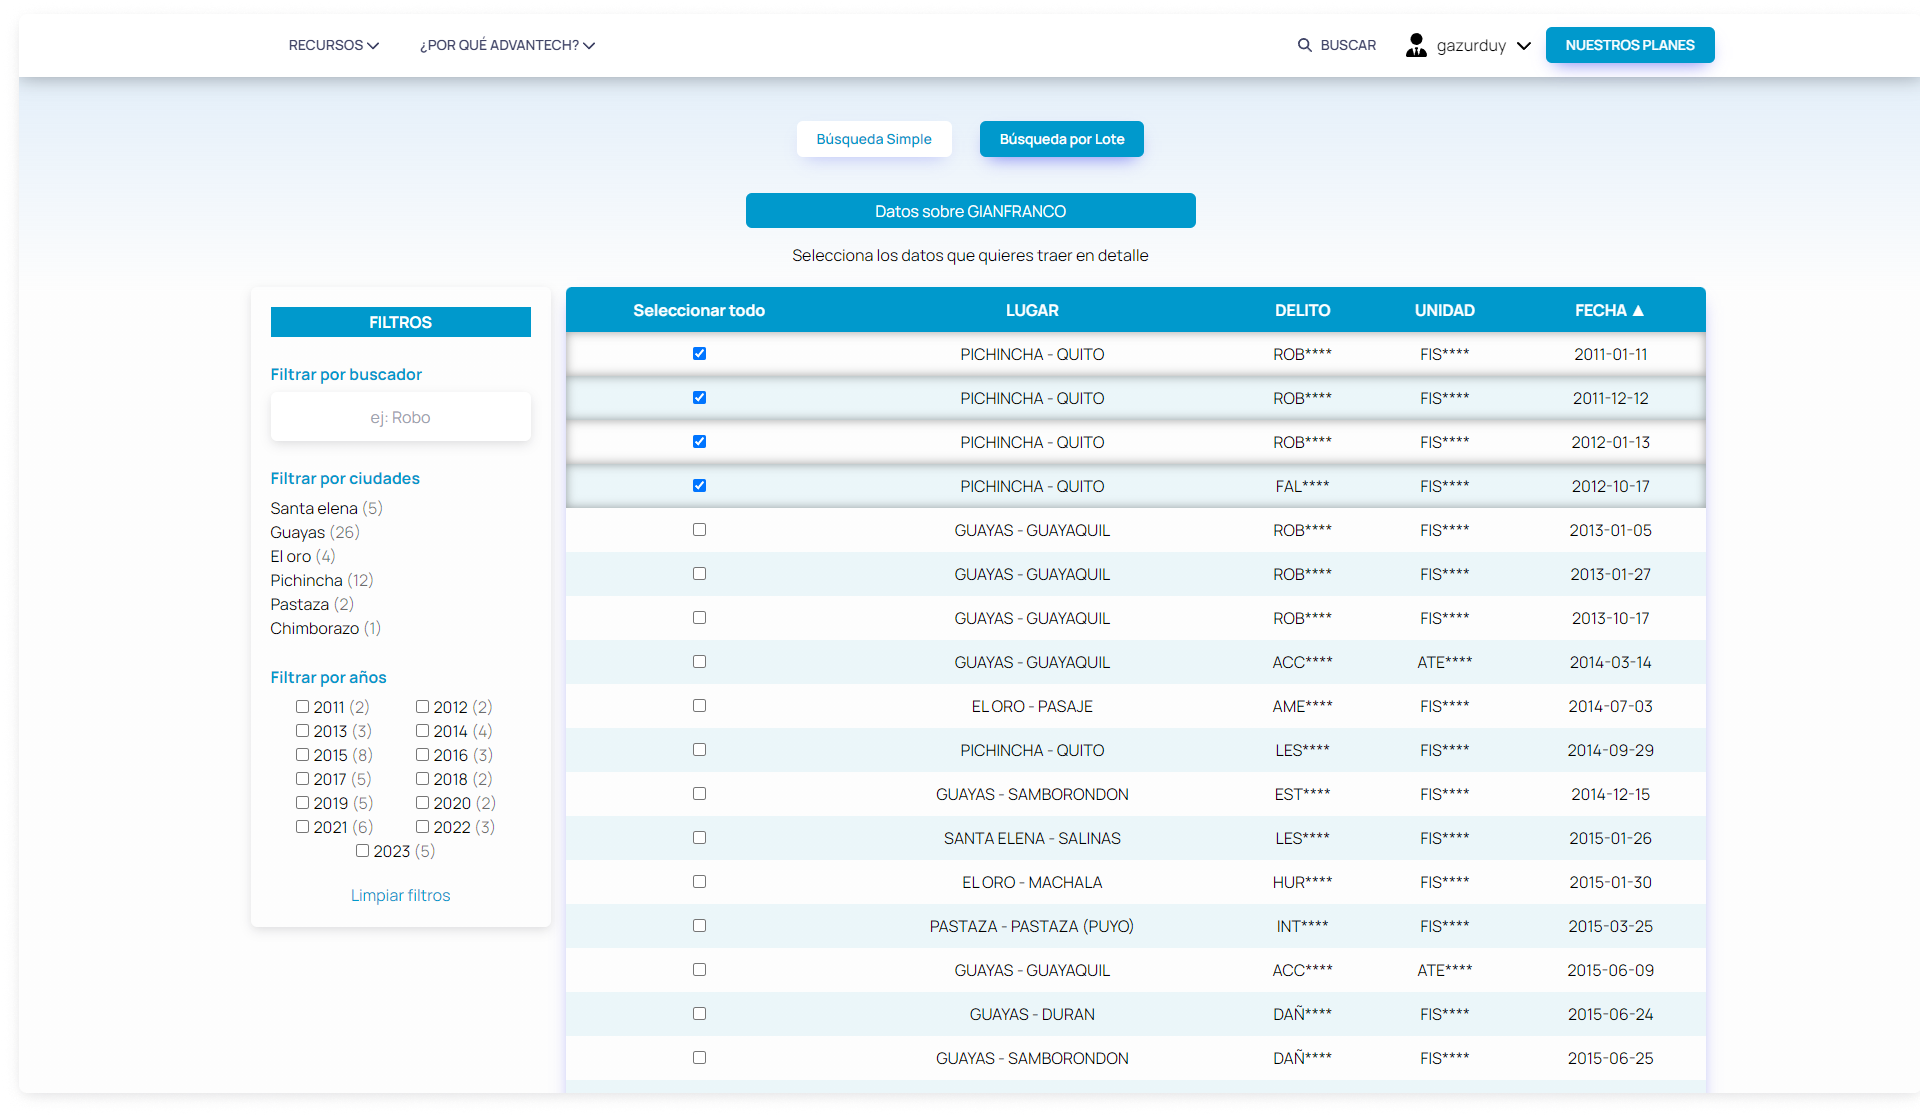 RECURSOS ¿POR QUÉ ADVANTECH? BUSCAR gazurduy NUESTROS PLANES
Búsqueda Simple Búsqueda por Lote
Datos sobre GIANFRANCO
Selecciona los datos que quieres traer en detalle
FILTROS
Filtrar por buscador
ej: Robo
Filtrar por ciudades
Santa elena (5)
Guayas (26)
El oro (4)
Pichincha (12)
Pastaza (2)
Chimborazo (1)
Filtrar por años
2011 (2) 2012 (2)
2013 (3) 2014 (4)
2015 (8) 2016 (3)
2017 (5) 2018 (2)
2019 (5) 2020 (2)
2021 (6) 2022 (3)
2023 (5)
Limpiar filtros
Seleccionar todo LUGAR DELITO UNIDAD FECHA ▲
PICHINCHA - QUITO ROB**** FIS**** 2011-01-11
PICHINCHA - QUITO ROB**** FIS**** 2011-12-12
PICHINCHA - QUITO ROB**** FIS**** 2012-01-13
PICHINCHA - QUITO FAL**** FIS**** 2012-10-17
GUAYAS - GUAYAQUIL ROB**** FIS**** 2013-01-05
GUAYAS - GUAYAQUIL ROB**** FIS**** 2013-01-27
GUAYAS - GUAYAQUIL ROB**** FIS**** 2013-10-17
GUAYAS - GUAYAQUIL ACC**** ATE**** 2014-03-14
EL ORO - PASAJE AME**** FIS**** 2014-07-03
PICHINCHA - QUITO LES**** FIS**** 2014-09-29
GUAYAS - SAMBORONDON EST**** FIS**** 2014-12-15
SANTA ELENA - SALINAS LES**** FIS**** 2015-01-26
EL ORO - MACHALA HUR**** FIS**** 2015-01-30
PASTAZA - PASTAZA (PUYO) INT**** FIS**** 2015-03-25
GUAYAS - GUAYAQUIL ACC**** ATE**** 2015-06-09
GUAYAS - DURAN DAÑ**** FIS**** 2015-06-24
GUAYAS - SAMBORONDON DAÑ**** FIS**** 2015-06-25